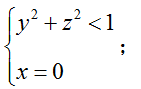 { y² + z² < 1
x = 0 ;